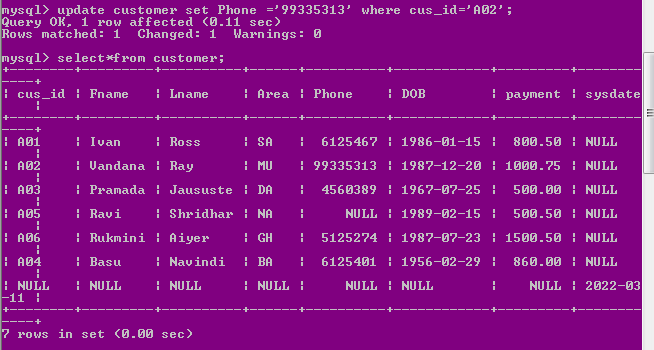 mysql> update customer set Phone ='99335313' where cus_id='A02';
Query OK, 1 row affected (0.11 sec)
Rows matched: 1  Changed: 1  Warnings: 0
mysql> select*from customer;
+--------+---------+----------+------+----------+------------+---------+--------
----+
| cus_id | Fname   | Lname    | Area | Phone    | DOB        | payment | sysdate
    |
+--------+---------+----------+------+----------+------------+---------+--------
----+
| A01    | Ivan    | Ross     | SA   |  6125467 | 1986-01-15 |  800.50 | NULL
    |
| A02    | Vandana | Ray      | MU   | 99335313 | 1987-12-20 | 1000.75 | NULL
    |
| A03    | Pramada | Jaususte | DA   |  4560389 | 1967-07-25 |  500.00 | NULL
    |
| A05    | Ravi    | Shridhar | NA   |     NULL | 1989-02-15 |  500.50 | NULL
    |
| A06    | Rukmini | Aiyer    | GH   |  5125274 | 1987-07-23 | 1500.50 | NULL
    |
| A04    | Basu    | Navindi  | BA   |  6125401 | 1956-02-29 |  860.00 | NULL
    |
| NULL   | NULL    | NULL     | NULL |     NULL | NULL       |    NULL | 2022-03
-11 |
+--------+---------+----------+------+----------+------------+---------+--------
----+
7 rows in set (0.00 sec)